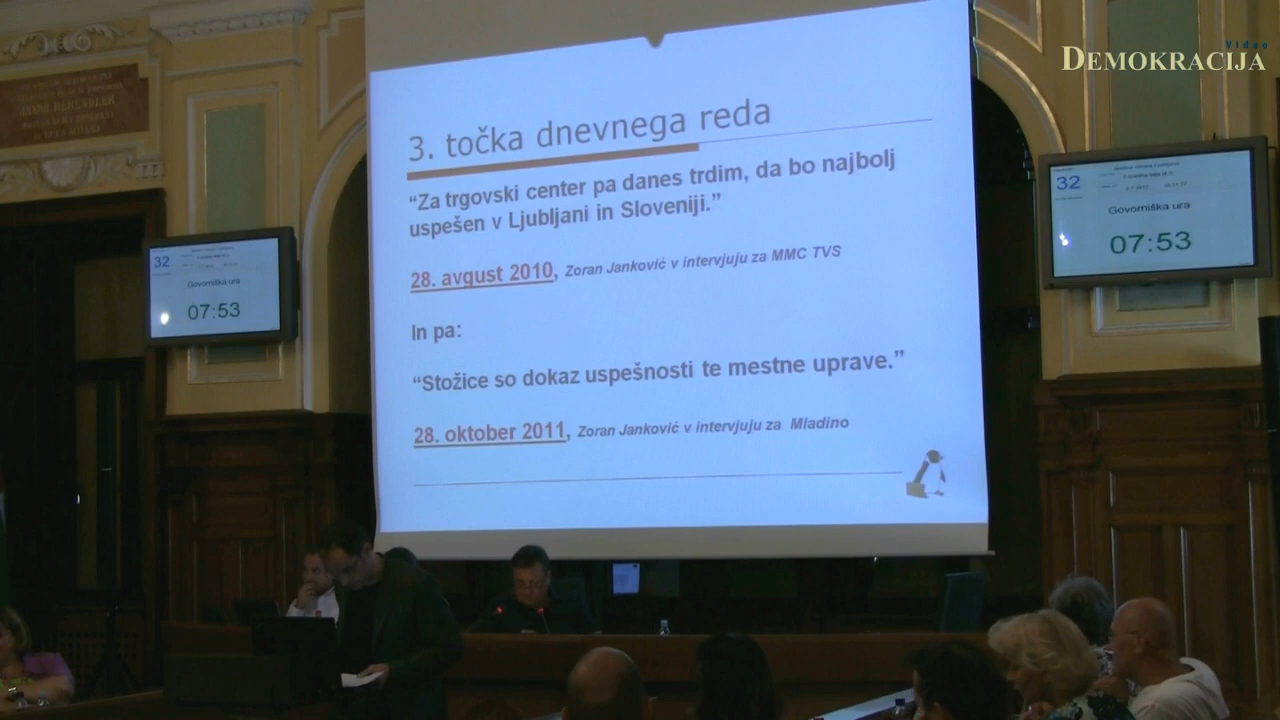 Video
DEMOKRACIJA
3. točka dnevnega reda
“Za trgovski center pa danes trdim, da bo najbolj
uspešen v Ljubljani in Sloveniji.”
28. avgust 2010, Zoran Janković v intervjuju za MMC TVS
In pa:
“Stožice so dokaz uspešnosti te mestne uprave.”
28. oktober 2011, Zoran Janković v intervjuju za Mladino
32
Govorniška ura
07:53
32
Govorniška ura
07:53